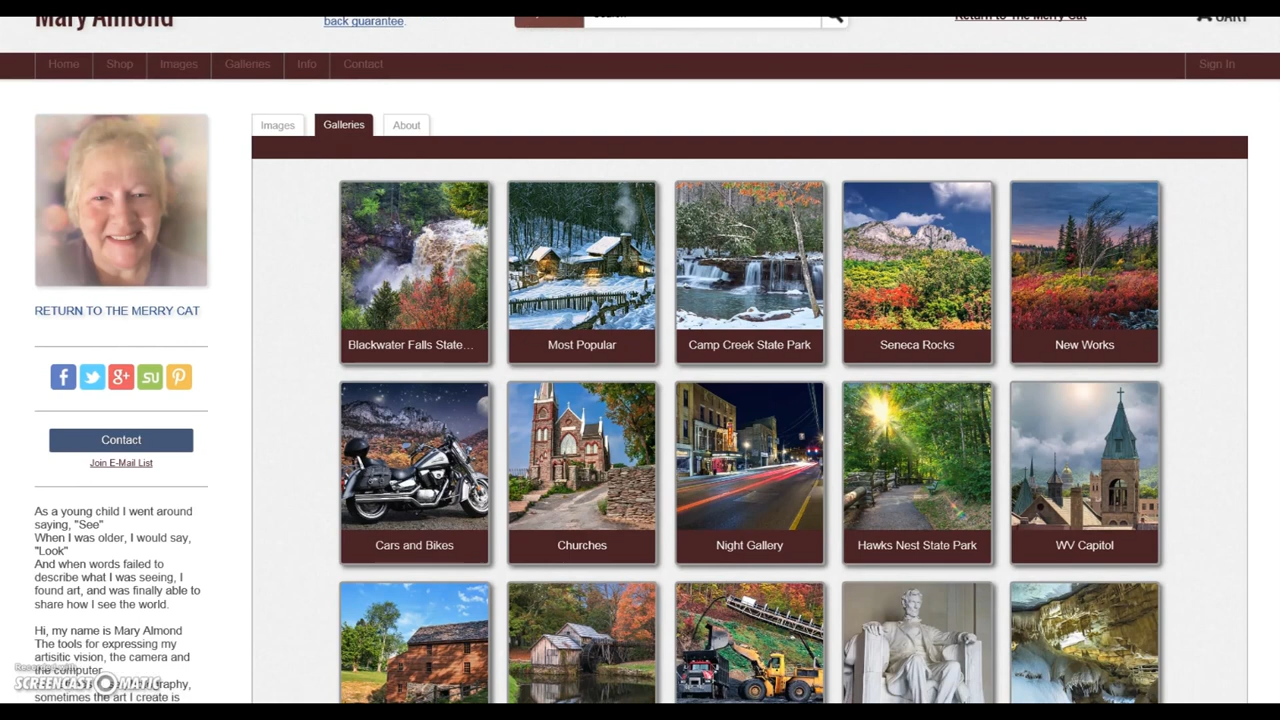 Mary Almond
back guarantee.
Search
Return to The Merry Cat
CART
Home Shop Images Galleries Info Contact Sign In
Images Galleries About
RETURN TO THE MERRY CAT
Contact
Join E-Mail List
As a young child I went around
saying, "See"
When I was older, I would say,
"Look"
And when words failed to
describe what I was seeing, I
found art, and was finally able to
share how I see the world.
Hi, my name is Mary Almond
The tools for expressing my
artisitic vision, the camera and
the computer
sometimes the art I create is
Blackwater Falls State...
Most Popular
Camp Creek State Park
Seneca Rocks
New Works
Cars and Bikes
Churches
Night Gallery
Hawks Nest State Park
WV Capitol
Recorded with
SCREENCAST-O-MATIC